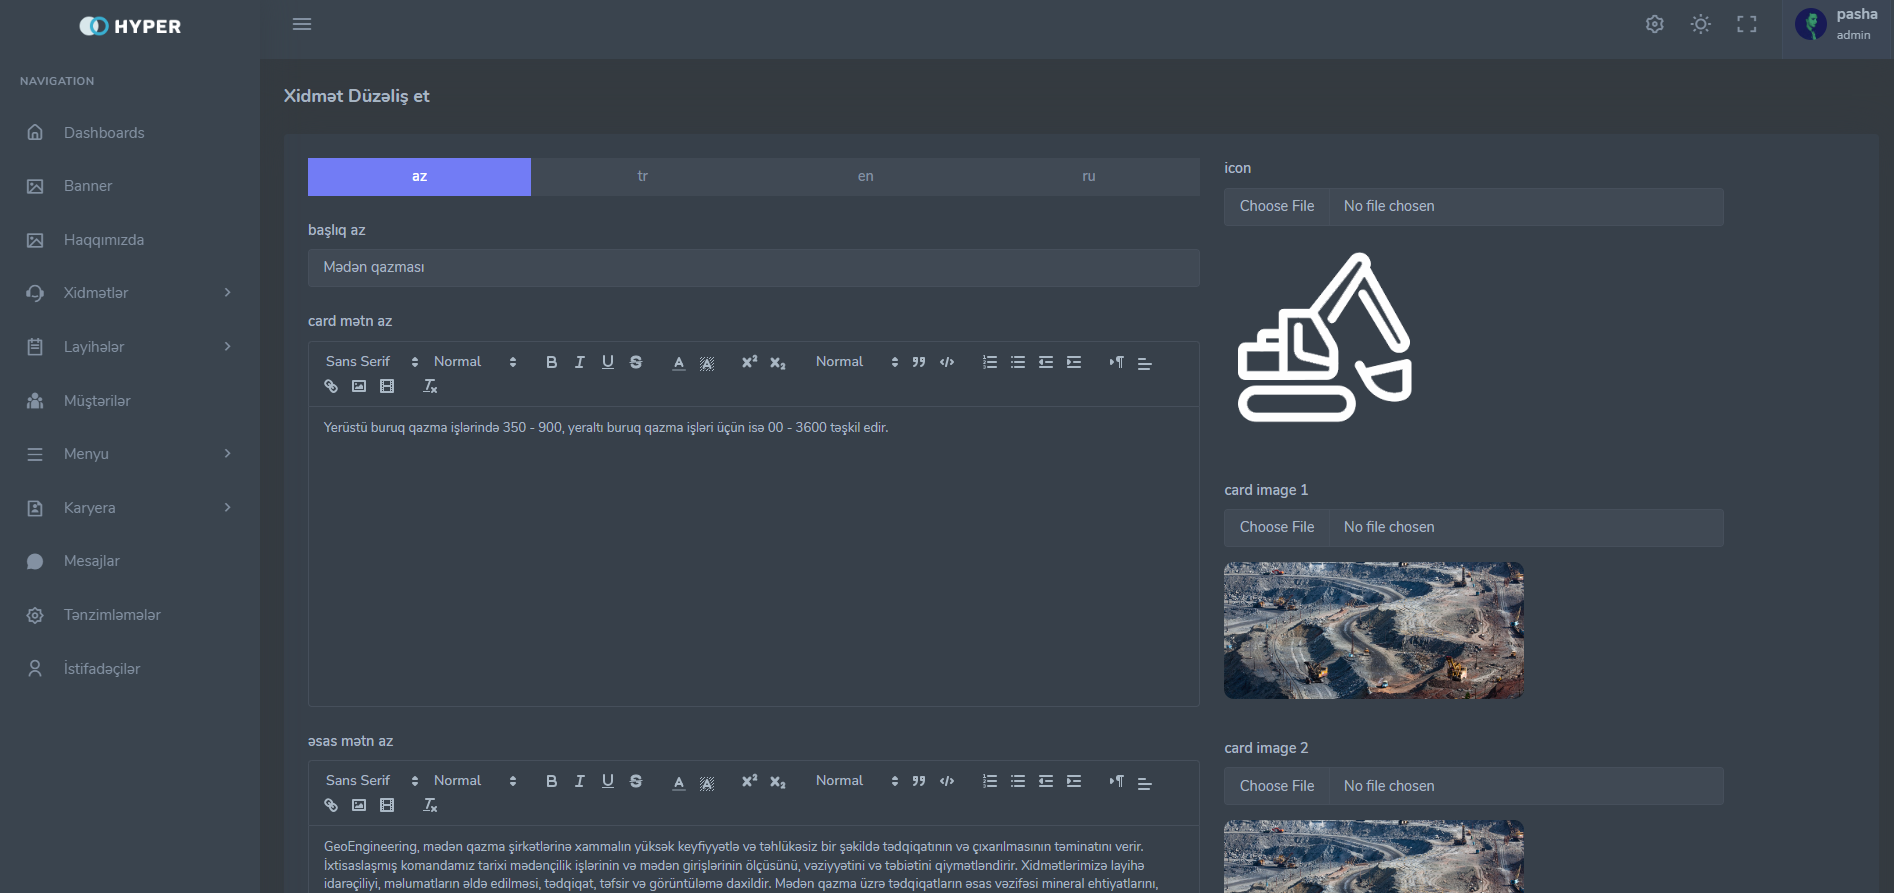 HYPER
pasha
admin
NAVIGATION
Dashboards
Banner
Haqqımızda
Xidmətlər
Layihələr
Müştərilər
Menyu
Karyera
Mesajlar
Tənzimləmələr
İstifadəçilər
Xidmət Düzəliş et
az tr en ru
başlıq az
Mədən qazması
card mətn az
Sans Serif Normal Normal
Yerüstü buruq qazma işlərində 350 - 900, yeraltı buruq qazma işləri üçün isə 00 - 3600 təşkil edir.
əsas mətn az
Sans Serif Normal Normal
GeoEngineering, mədən qazma şirkətlərinə xammalın yüksək keyfiyyətlə və təhlükəsiz bir şəkildə tədqiqatının və çıxarılmasının təminatını verir.
İxtisaslaşmış komandamız tarixi mədənçilik işlərinin və mədən girişlərinin ölçüsünü, vəziyyətini və təbiətini qiymətləndirir. Xidmətlərimizə layihə
idarəçiliyi, məlumatların əldə edilməsi, tədqiqat, təfsir və görüntüləmə daxildir. Mədən qazma üzrə tədqiqatların əsas vəzifəsi mineral ehtiyatlarını,
icon
Choose File No file chosen
card image 1
Choose File No file chosen
card image 2
Choose File No file chosen